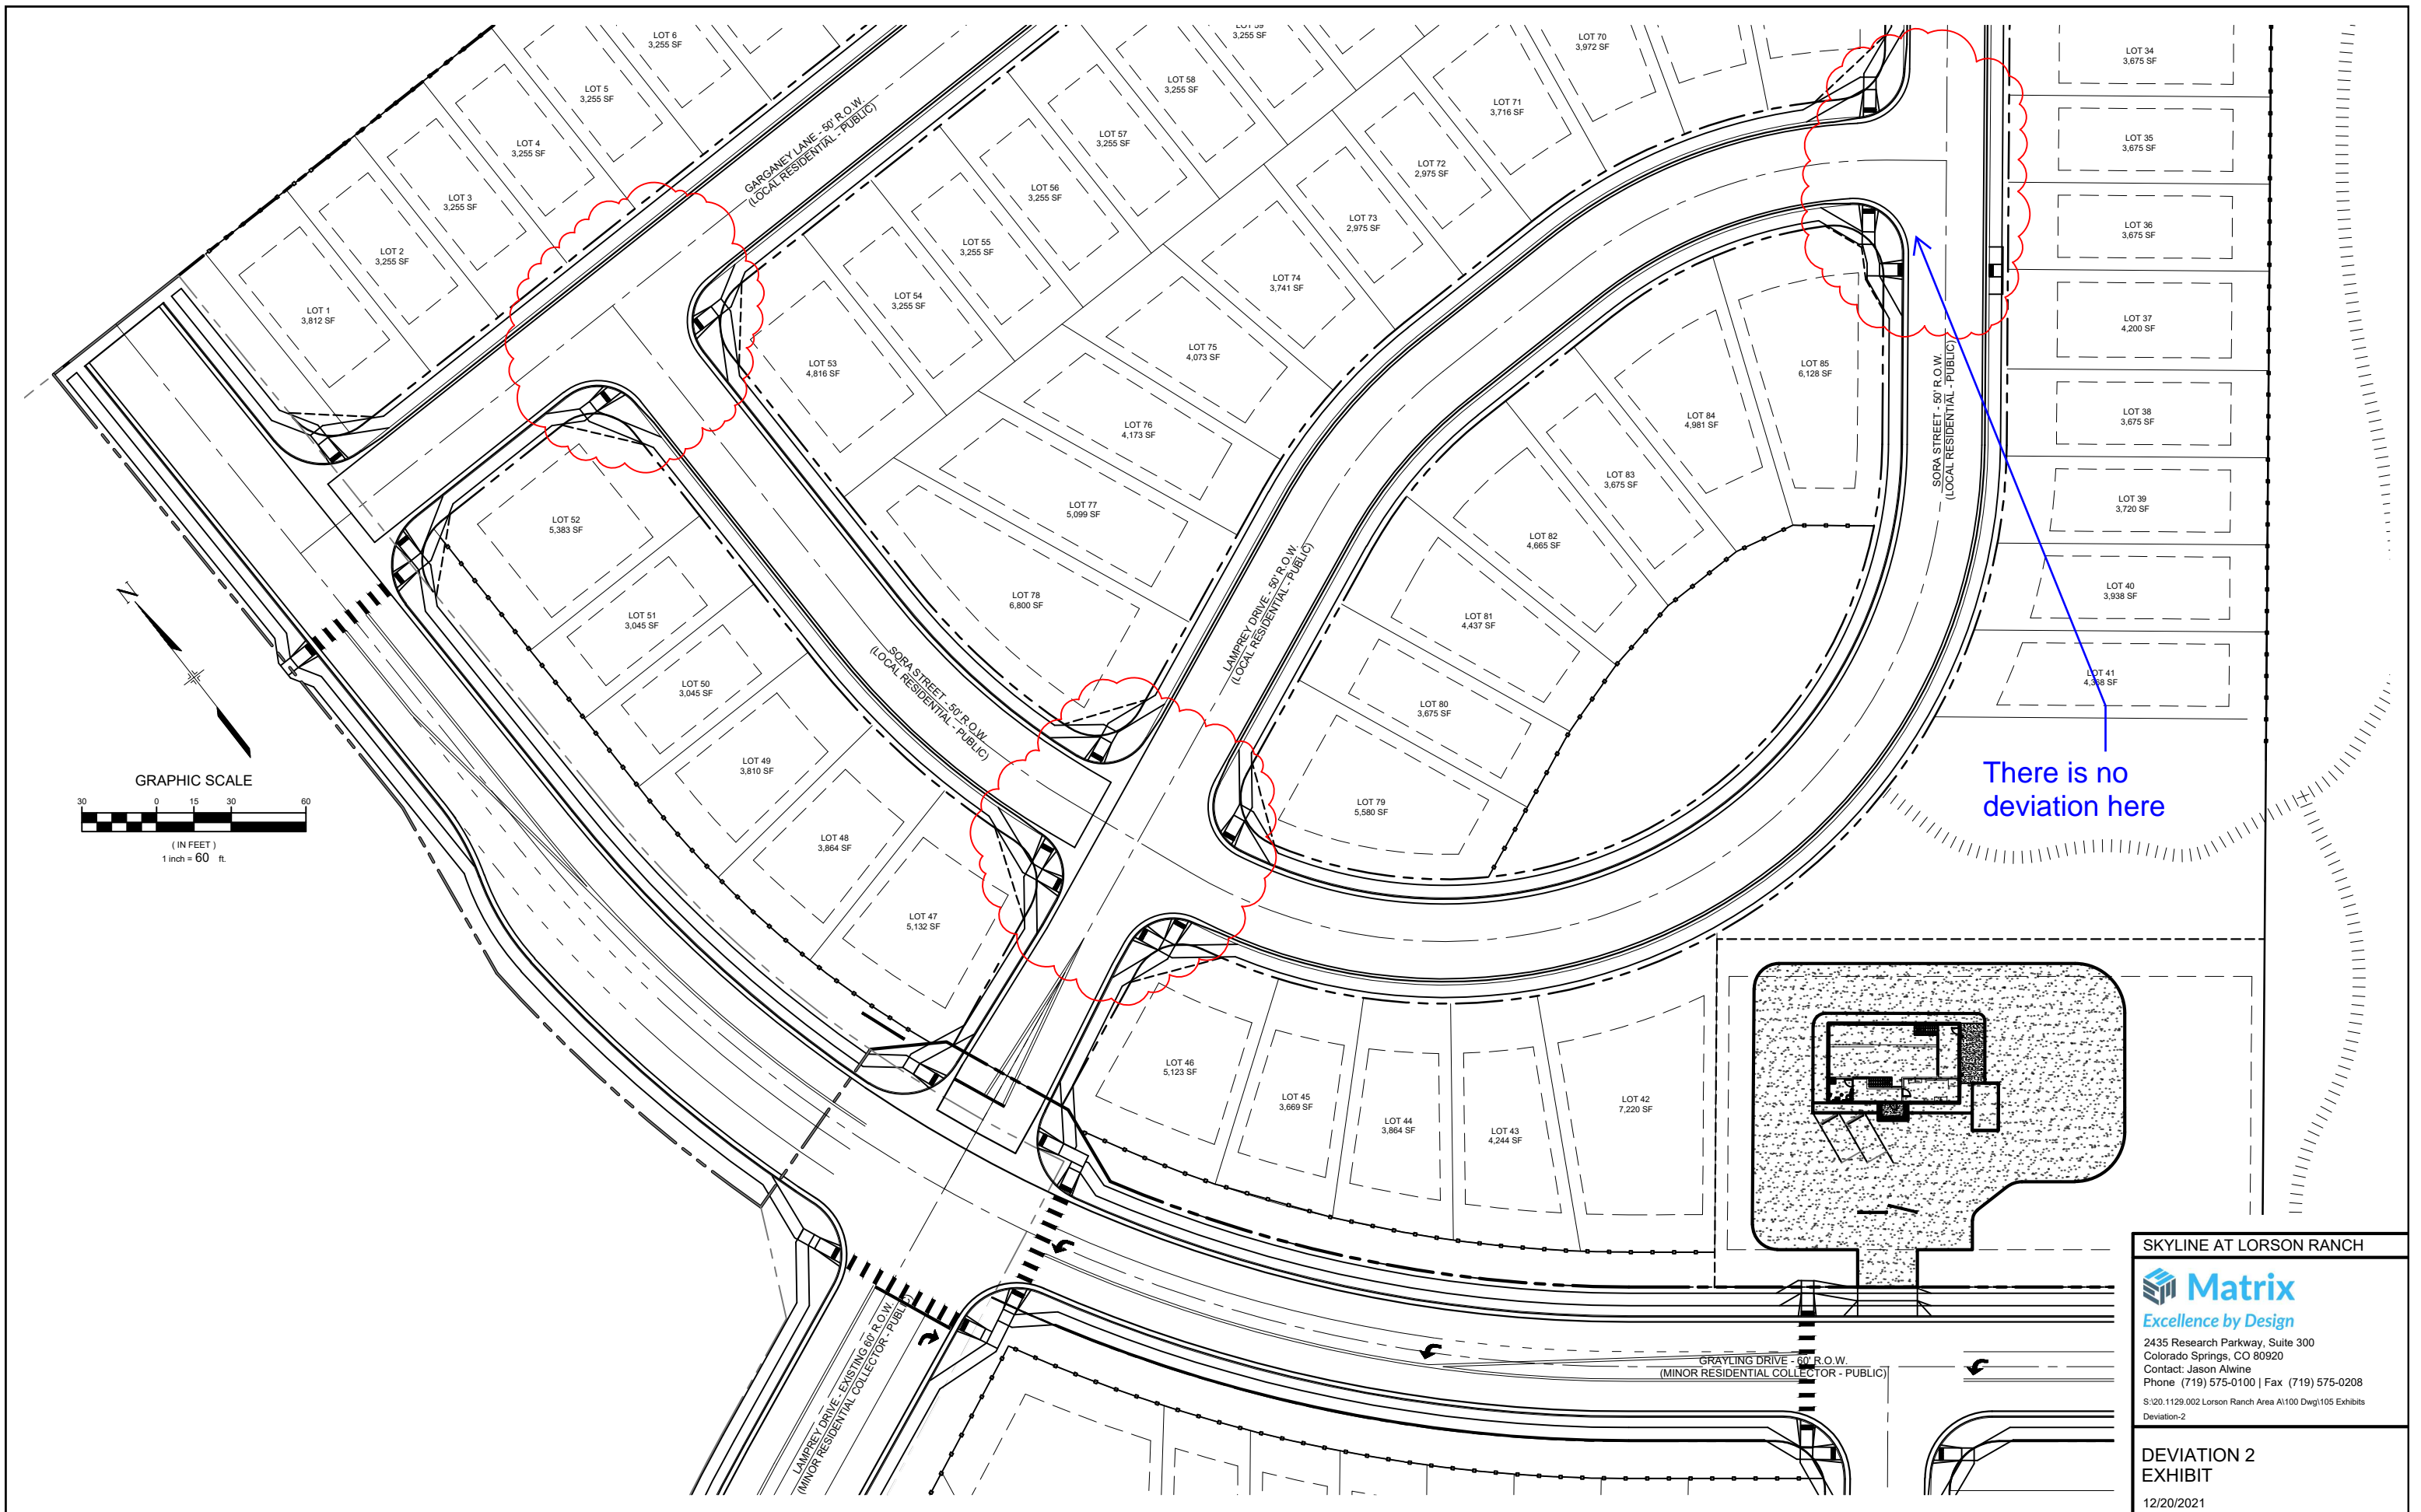 LOT 6
3,255 SF
LOT 5
3,255 SF
LOT 4
3,255 SF
LOT 3
3,255 SF
LOT 2
3,255 SF
LOT 1
3,812 SF
GARGANEY LANE - 50' R.O.W.
(LOCAL RESIDENTIAL - PUBLIC)
LOT 59
3,255 SF
LOT 58
3,255 SF
LOT 57
3,255 SF
LOT 56
3,255 SF
LOT 55
3,255 SF
LOT 54
3,255 SF
LOT 53
4,816 SF
LOT 70
3,972 SF
LOT 71
3,716 SF
LOT 72
2,975 SF
LOT 73
2,975 SF
LOT 74
3,741 SF
LOT 75
4,073 SF
LOT 76
4,173 SF
LOT 77
5,099 SF
LOT 78
6,800 SF
LOT 34
3,675 SF
LOT 35
3,675 SF
LOT 36
3,675 SF
LOT 37
4,200 SF
LOT 38
3,675 SF
LOT 39
3,720 SF
LOT 40
3,938 SF
LOT 41
SORA STREET - 50' R.O.W.
(LOCAL RESIDENTIAL - PUBLIC)
LOT 85
6,128 SF
LOT 84
4,981 SF
LOT 83
3,675 SF
LOT 82
4,665 SF
LOT 81
4,437 SF
LOT 80
3,675 SF
LOT 79
5,580 SF
LAMPREY DRIVE - 50' R.O.W.
(LOCAL RESIDENTIAL - PUBLIC)
LOT 52
5,383 SF
LOT 51
3,045 SF
LOT 50
3,045 SF
LOT 49
3,810 SF
LOT 48
3,864 SF
LOT 47
5,132 SF
SORA STREET - 50' R.O.W.
(LOCAL RESIDENTIAL - PUBLIC)
N
GRAPHIC SCALE
30 0 15 30 60
( IN FEET )
1 inch = 60 ft.
There is no
deviation here
LOT 46
5,123 SF
LOT 45
3,669 SF
LOT 44
3,864 SF
LOT 43
4,244 SF
LOT 42
7,220 SF
LAMPREY DRIVE - EXISTING 60' R.O.W.
(MINOR RESIDENTIAL COLLECTOR - PUBLIC)
GRAYLING DRIVE - 60' R.O.W.
(MINOR RESIDENTIAL COLLECTOR - PUBLIC)
SKYLINE AT LORSON RANCH
Matrix
Excellence by Design
2435 Research Parkway, Suite 300
Colorado Springs, CO 80920
Contact: Jason Alwine
Phone (719) 575-0100 | Fax (719) 575-0208
S:\20.1129.002 Lorson Ranch Area A\100 Dwg\105 Exhibits
Deviation-2
DEVIATION 2
EXHIBIT
12/20/2021